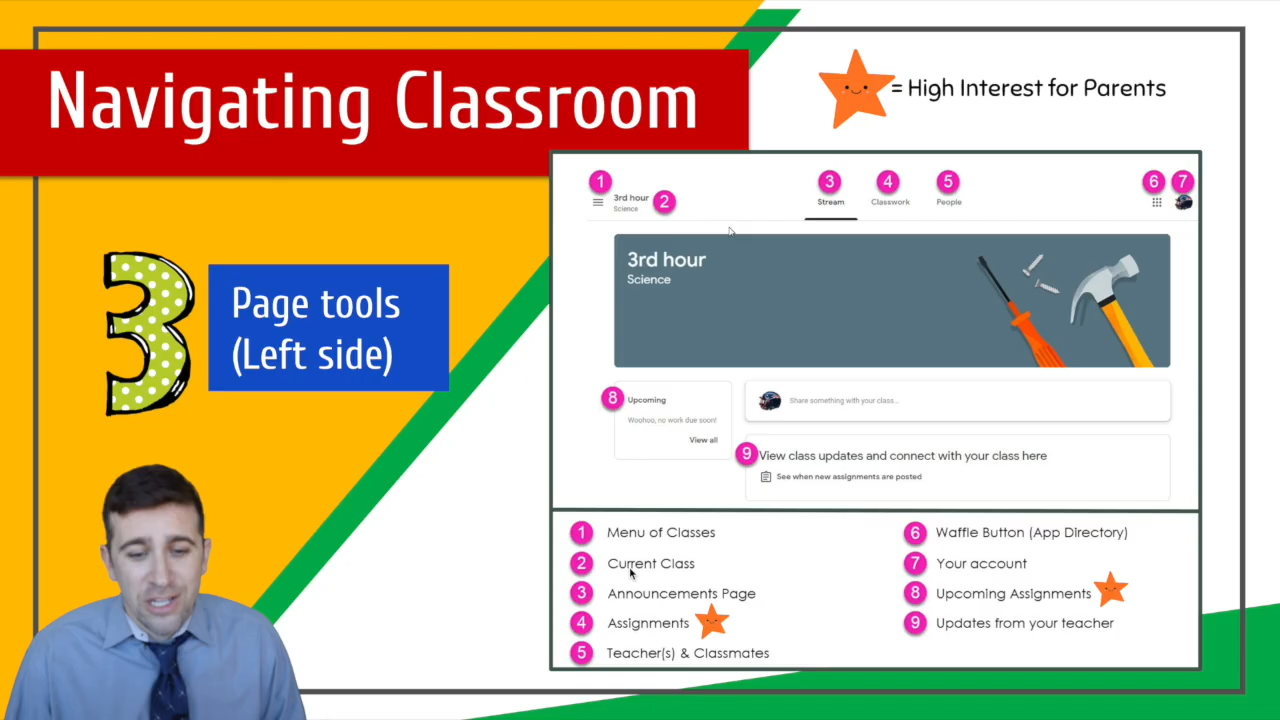 Navigating Classroom
= High Interest for Parents
3
Page tools
(Left side)
1
3rd hour
Science
2
3
Stream
4
Classwork
5
People
6
7
3rd hour
Science
8
Upcoming
Woohoo, no work due soon!
View all
Share something with your class...
9
View class updates and connect with your class here
See when new assignments are posted
1 Menu of Classes
2 Current Class
3 Announcements Page
4 Assignments
5 Teacher(s) & Classmates
6 Waffle Button (App Directory)
7 Your account
8 Upcoming Assignments
9 Updates from your teacher